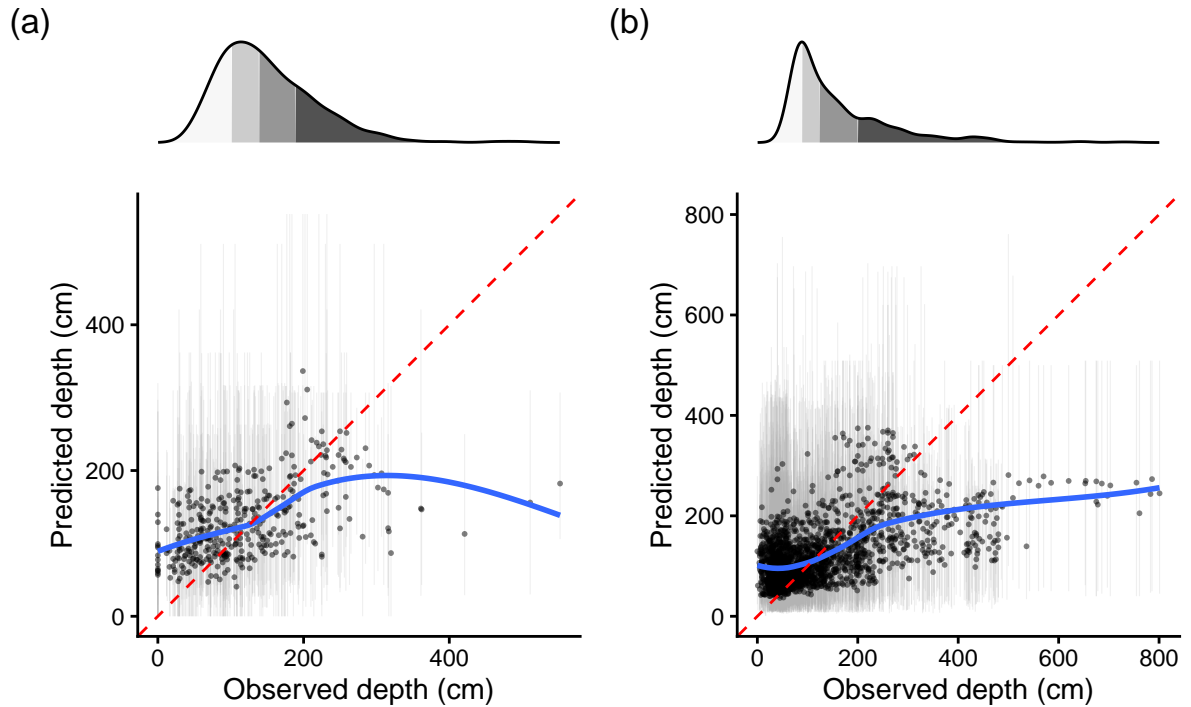 (a)
(b)
Predicted depth (cm)
400
200
0
0 200 400
Observed depth (cm)
Predicted depth (cm)
800
600
400
200
0
0 200 400 600 800
Observed depth (cm)